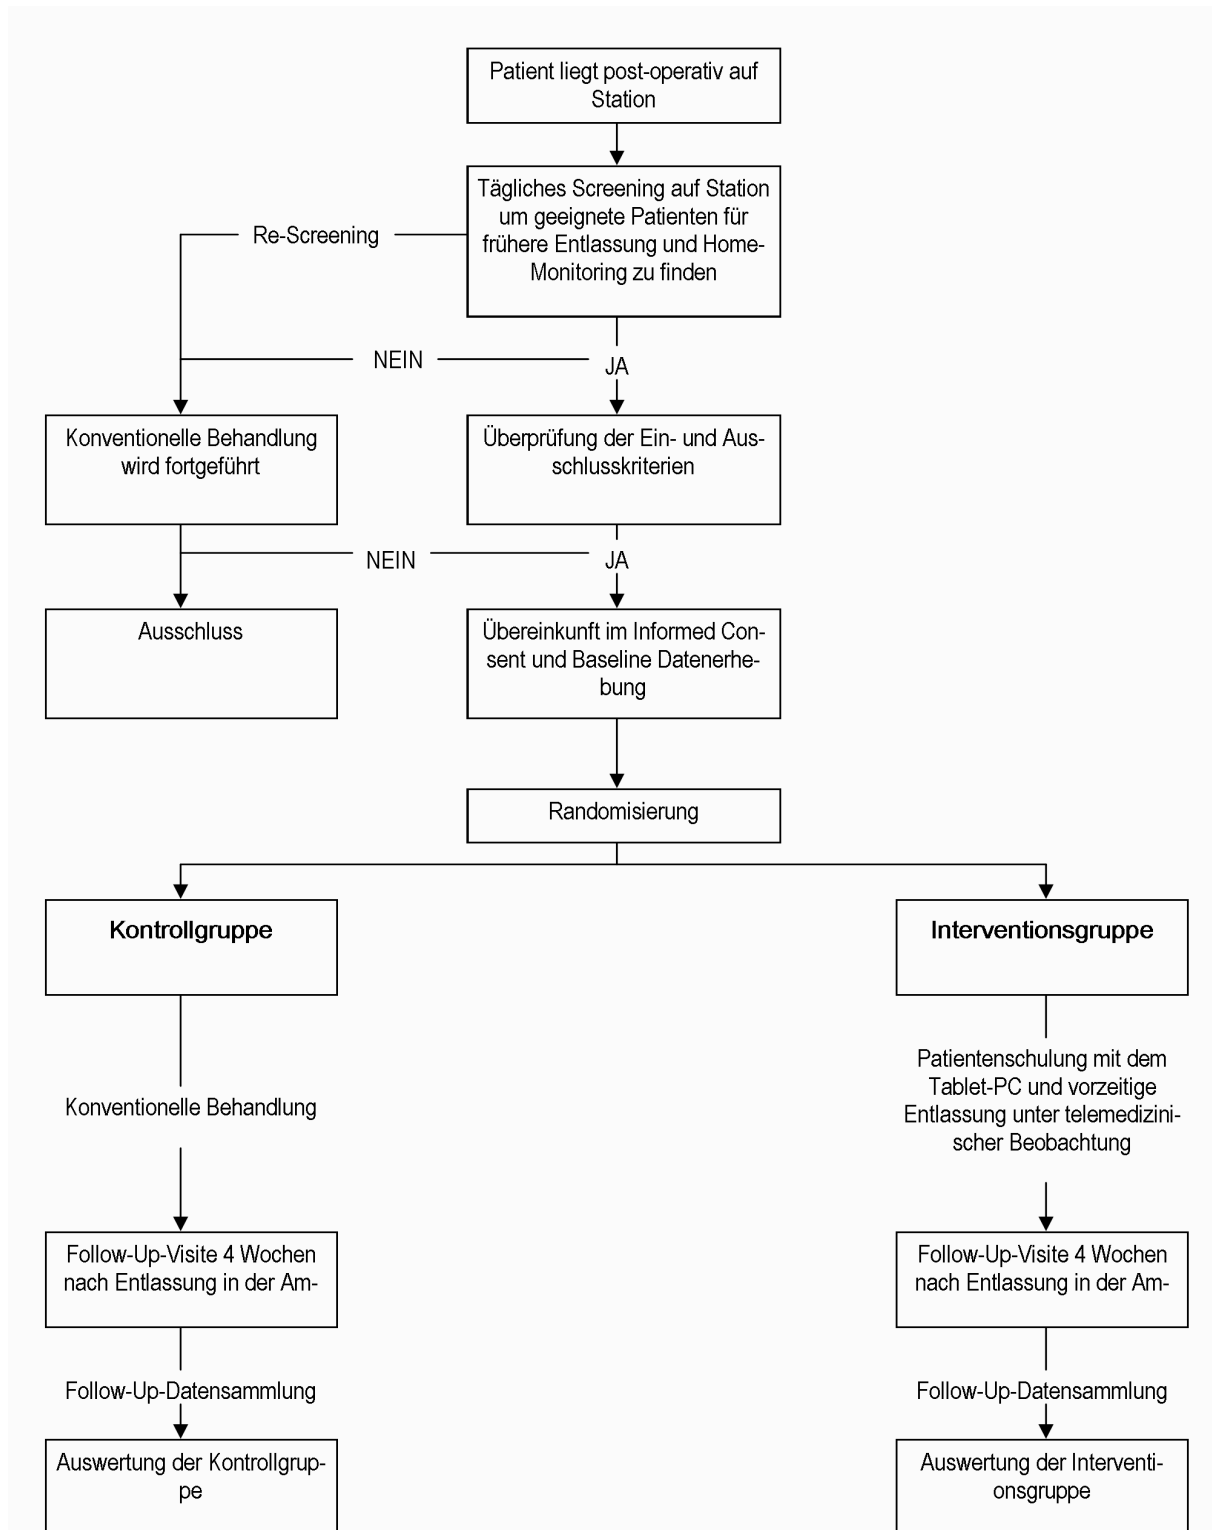 Patient liegt post-operativ auf
Station
Tägliches Screening auf Station
um geeignete Patienten für
frühere Entlassung und Home-
Monitoring zu finden
Re-Screening
NEIN
JA
Konventionelle Behandlung
wird fortgeführt
Überprüfung der Ein- und Aus-
schlusskriterien
NEIN
JA
Ausschluss
Übereinkunft im Informed Con-
sent und Baseline Datenerhe-
bung
Randomisierung
Kontrollgruppe
Interventionsgruppe
Konventionelle Behandlung
Patientenschulung mit dem
Tablet-PC und vorzeitige
Entlassung unter telemedizini-
scher Beobachtung
Follow-Up-Visite 4 Wochen
nach Entlassung in der Am-
Follow-Up-Visite 4 Wochen
nach Entlassung in der Am-
Follow-Up-Datensammlung
Follow-Up-Datensammlung
Auswertung der Kontrollgrup-
pe
Auswertung der Interventi-
onsgruppe